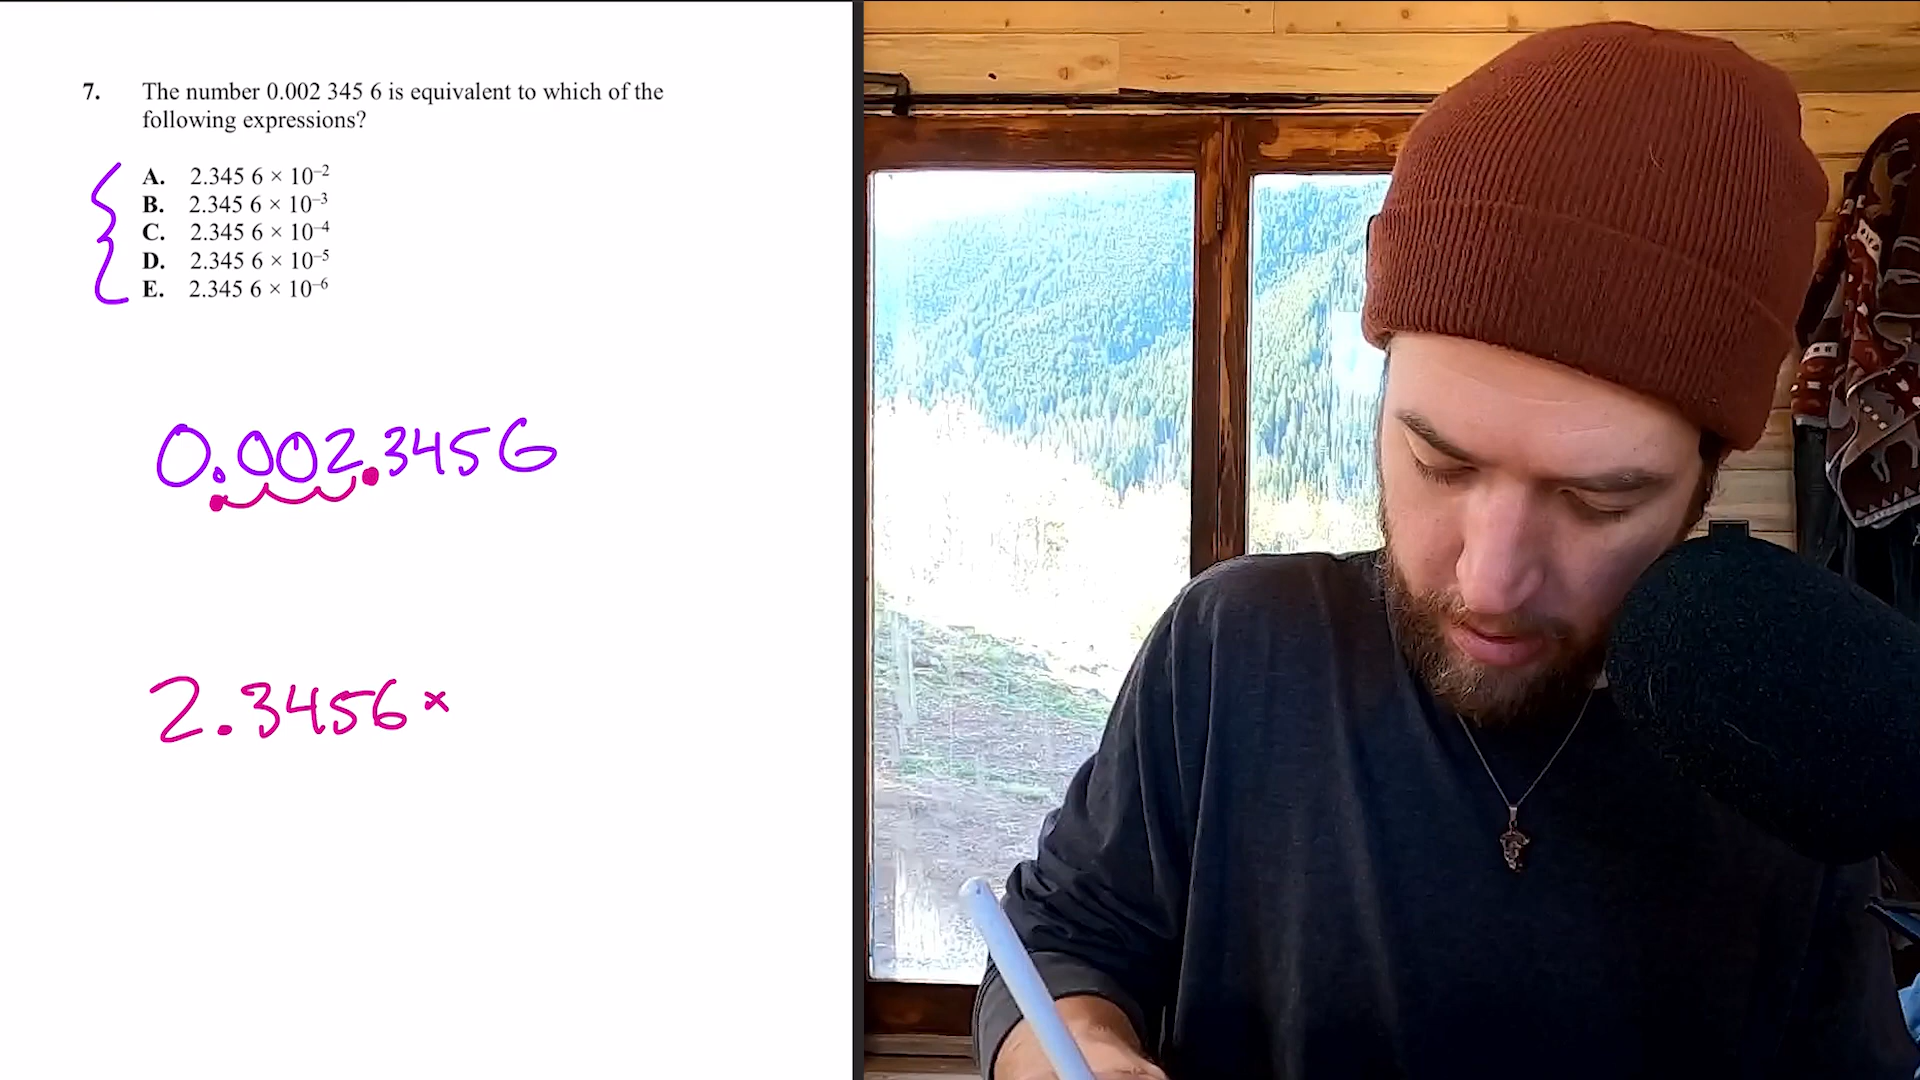 7. The number 0.002 345 6 is equivalent to which of the
following expressions?
A. 2.345 6 × 10⁻²
B. 2.345 6 × 10⁻³
C. 2.345 6 × 10⁻⁴
D. 2.345 6 × 10⁻⁵
E. 2.345 6 × 10⁻⁶
0.002.3456
2.3456 ×